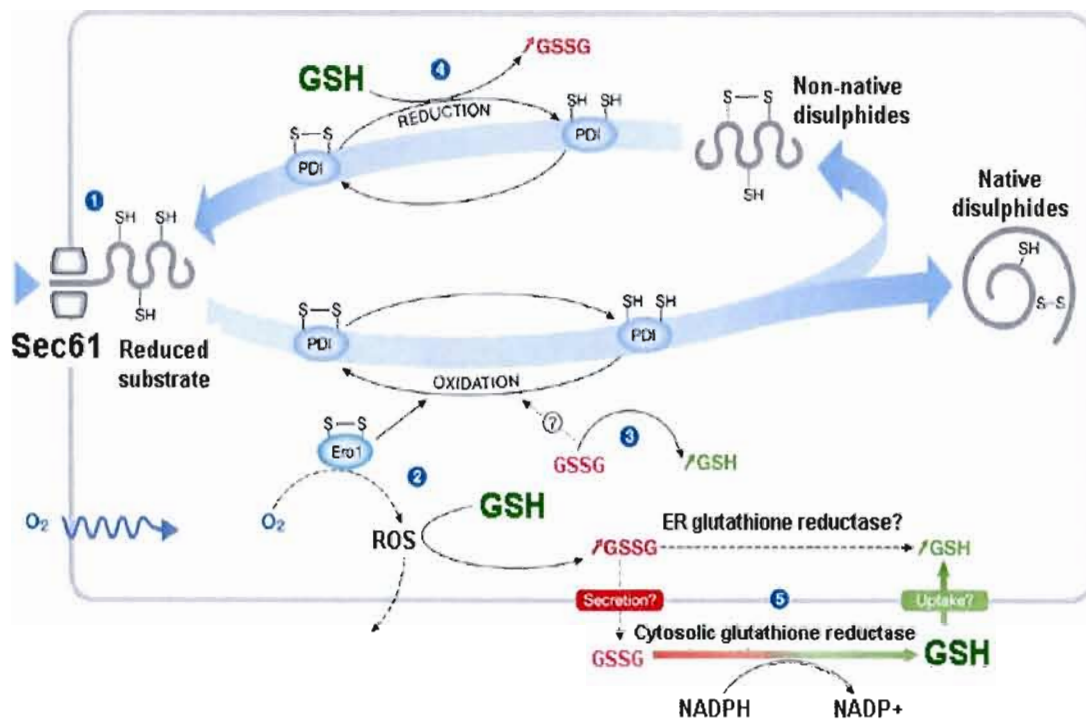 GSH
4
↗GSSG
REDUCTION
S—S
PDI
SH SH
PDI
S—S
SH
Non-native
disulphides
Native
disulphides
SH
S-S
1
SH
SH
SH
Sec61
Reduced
substrate
S—S
PDI
SH SH
PDI
OXIDATION
?
3
GSSG
↗GSH
S—S
Ero1
2
O₂
O₂
ROS
GSH
ER glutathione reductase?
↗GSSG
↗GSH
Secretion?
5
Uptake?
Cytosolic glutathione reductase
GSSG
GSH
NADPH
NADP+